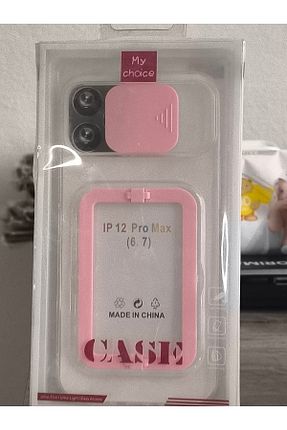 My
choice
IP 12 Pro Max
(6.7)
MADE IN CHINA
CASE